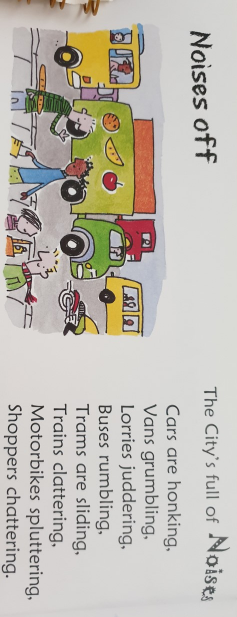 Noises off
The City's full of Noises
Cars are honking,
Vans grumbling,
Lorries juddering,
Buses rumbling,
Trams are sliding,
Trains clattering,
Motorbikes spluttering,
Shoppers chattering.